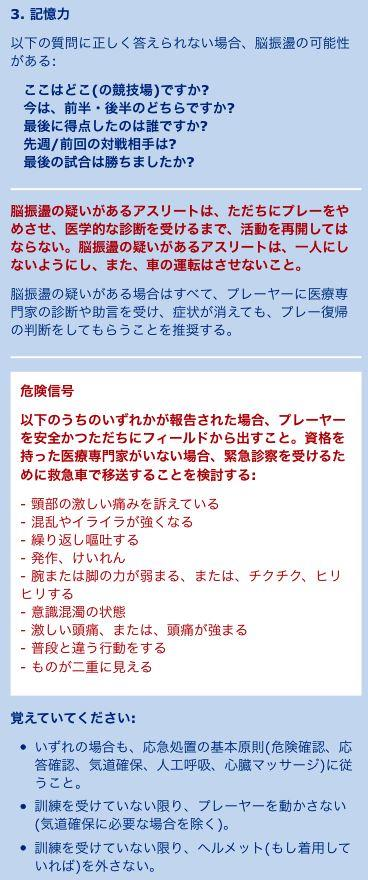 3. 記憶力
以下の質問に正しく答えられない場合、脳振盪の可能性
がある:
ここはどこ(の競技場)ですか?
今は、前半・後半のどちらですか?
最後に得点したのは誰ですか?
先週/前回の対戦相手は?
最後の試合は勝ちましたか?
脳振盪の疑いがあるアスリートは、ただちにプレーをや
めさせ、医学的な診断を受けるまで、活動を再開しては
ならない。脳振盪の疑いがあるアスリートは、一人にし
ないようにし、また、車の運転はさせないこと。
脳振盪の疑いがある場合はすべて、プレーヤーに医療専
門家の診断や助言を受け、症状が消えても、プレー復帰
の判断をしてもらうことを推奨する。
危険信号
以下のうちのいずれかが報告された場合、プレーヤー
を安全かつただちにフィールドから出すこと。資格を
持った医療専門家がいない場合、緊急診察を受けるた
めに救急車で移送することを検討する:
- 頸部の激しい痛みを訴えている
- 混乱やイライラが強くなる
- 繰り返し嘔吐する
- 発作、けいれん
- 腕または脚の力が弱まる、または、チクチク、ヒリ
ヒリする
- 意識混濁の状態
- 激しい頭痛、または、頭痛が強まる
- 普段と違う行動をする
- ものが二重に見える
覚えていてください:
• いずれの場合も、応急処置の基本原則(危険確認、応
答確認、気道確保、人工呼吸、心臓マッサージ)に従
うこと。
• 訓練を受けていない限り、プレーヤーを動かさない
(気道確保に必要な場合を除く)。
• 訓練を受けていない限り、ヘルメット(もし着用して
いれば)を外さない。